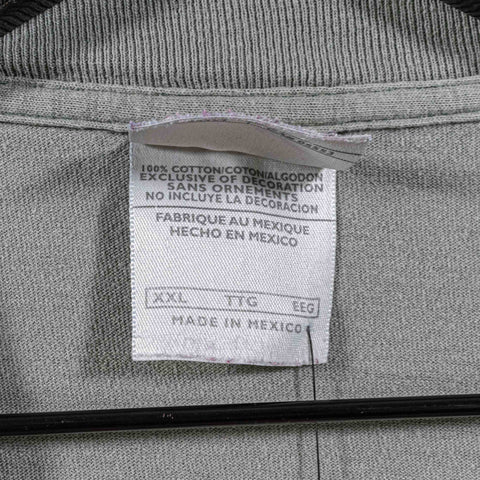 100% COTTON/COTON/ALGODON
EXCLUSIVE OF DECORATION
SANS ORNEMENTS
NO INCLUYE LA DECORACION
FABRIQUE AU MEXIQUE
HECHO EN MEXICO
XXL TTG EEG
MADE IN MEXICO